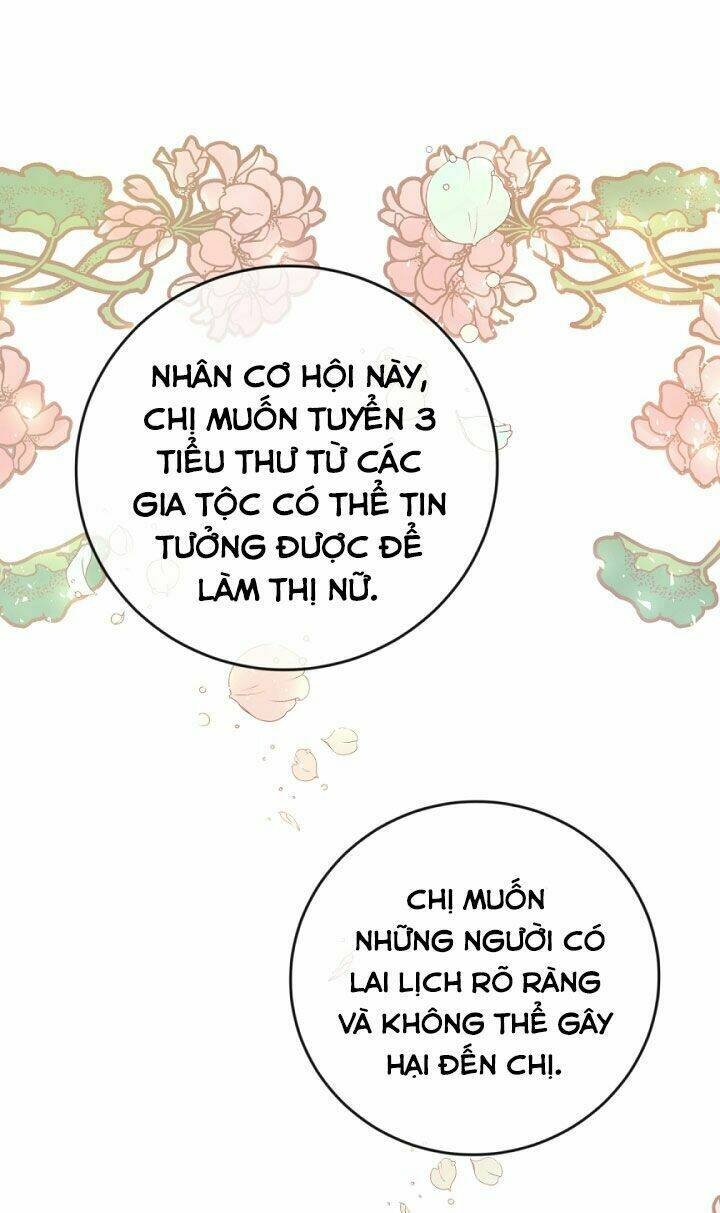 NHÂN CƠ HỘI NÀY,
CHỊ MUỐN TUYỂN 3
TIỂU THƯ TỪ CÁC
GIA TỘC CÓ THỂ TIN
TƯỞNG ĐƯỢC ĐỂ
LÀM THỊ NỮ.
CHỊ MUỐN
NHỮNG NGƯỜI CÓ
LAI LỊCH RÕ RÀNG
VÀ KHÔNG THỂ GÂY
HẠI ĐẾN CHỊ.